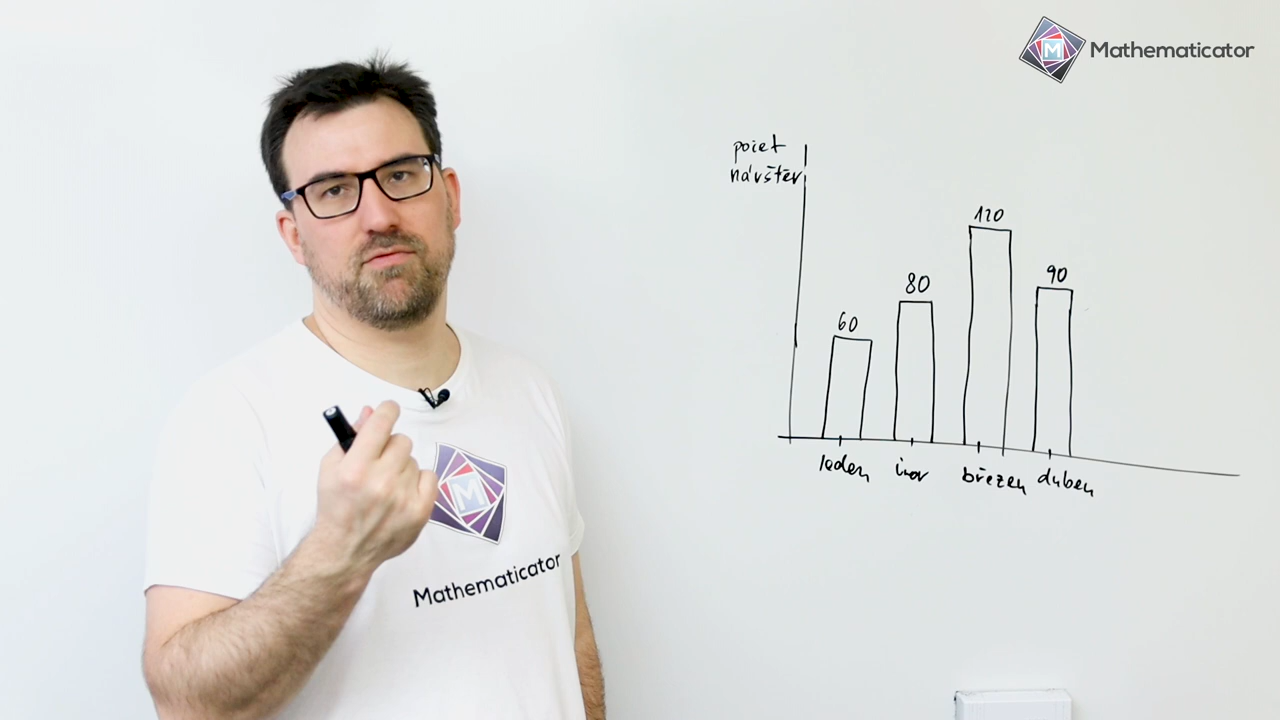 M Mathematicator
počet
návštěv
120
90
80
60
leden únor březen duben
M
Mathematicator